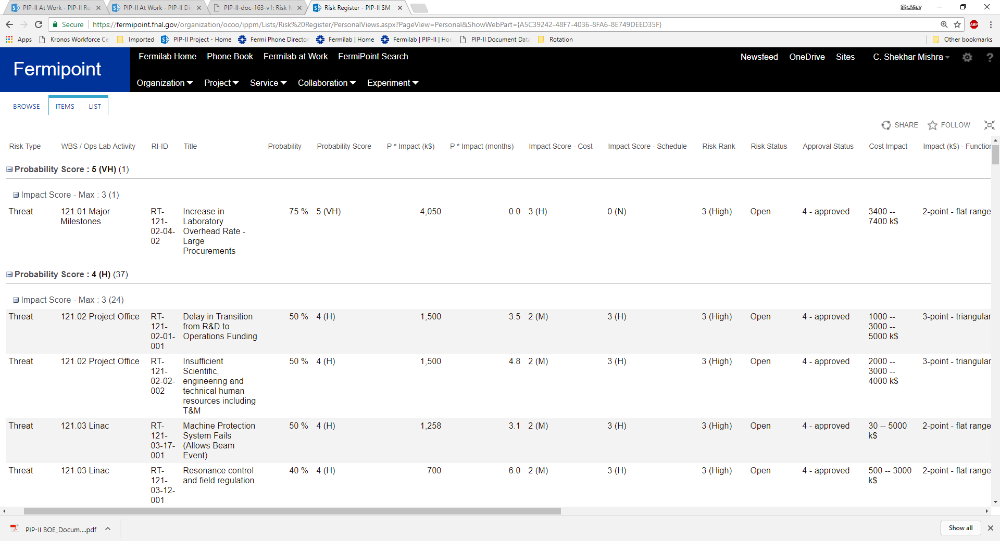 PIP-II At Work - PIP-II Re
PIP-II At Work - PIP-II Di
PIP-II-doc-163-v1: Risk M
Risk Register - PIP-II SM
Shekhar
Secure
https://fermipoint.fnal.gov/organization/ocoo/ippm/Lists/Risk%20Register/PersonalViews.aspx?PageView=Personal&ShowWebPart={A5C39242-48F7-4036-8FA6-8E749DEED35F}
ABP
Apps
Kronos Workforce Ce
Imported
PIP-II Project - Home
Fermi Phone Director
Fermilab | Home
Fermilab | PIP-II | Hom
PIP-II Document Data
Rotation
Other bookmarks
Fermipoint
Fermilab Home Phone Book Fermilab at Work FermiPoint Search
Newsfeed OneDrive Sites C. Shekhar Mishra
?
Organization Project Service Collaboration Experiment
BROWSE ITEMS LIST
SHARE FOLLOW
Risk Type WBS / Ops Lab Activity RI-ID Title Probability Probability Score P * Impact (k$) P * Impact (months) Impact Score - Cost Impact Score - Schedule Risk Rank Risk Status Approval Status Cost Impact Impact (k$) - Function
Probability Score : 5 (VH) (1)
Impact Score - Max : 3 (1)
Threat 121.01 Major RT- Increase in 75 % 5 (VH) 4,050 0.0 3 (H) 0 (N) 3 (High) Open 4 - approved 3400 -- 2-point - flat range
Milestones 121- Laboratory 7400 k$
02-04- Overhead Rate -
02 Large
Procurements
Probability Score : 4 (H) (37)
Impact Score - Max : 3 (24)
Threat 121.02 Project Office RT- Delay in Transition 50 % 4 (H) 1,500 3.5 2 (M) 3 (H) 3 (High) Open 4 - approved 1000 -- 3-point - triangular
121- from R&D to 3000 --
02-01- Operations Funding 5000 k$
001
Threat 121.02 Project Office RT- Insufficient 50 % 4 (H) 1,500 4.8 2 (M) 3 (H) 3 (High) Open 4 - approved 2000 -- 3-point - triangular
121- Scientific, 3000 --
02-02- engineering and 4000 k$
002 technical human
resources including
T&M
Threat 121.03 Linac RT- Machine Protection 50 % 4 (H) 1,258 3.1 2 (M) 3 (H) 3 (High) Open 4 - approved 30 -- 5000 2-point - flat range
121- System Fails k$
03-17- (Allows Beam
001 Event)
Threat 121.03 Linac RT- Resonance control 40 % 4 (H) 700 6.0 2 (M) 3 (H) 3 (High) Open 4 - approved 500 -- 3000 2-point - flat range
121- and field regulation k$
03-12-
001
PIP-II BOE_Docum....pdf
Show all